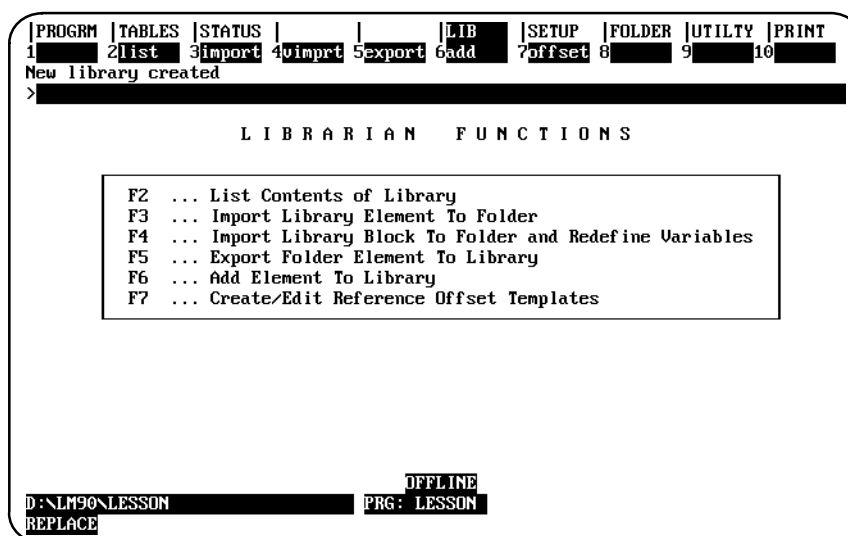 |PROGRM |TABLES |STATUS | | |LIB |SETUP |FOLDER |UTILTY |PRINT
1 2list 3import 4vimprt 5export 6add 7offset 8 9 10
New library created
>
L I B R A R I A N F U N C T I O N S
F2 ... List Contents of Library
F3 ... Import Library Element To Folder
F4 ... Import Library Block To Folder and Redefine Variables
F5 ... Export Folder Element To Library
F6 ... Add Element To Library
F7 ... Create/Edit Reference Offset Templates
OFFLINE
D:\LM90\LESSON PRG: LESSON
REPLACE